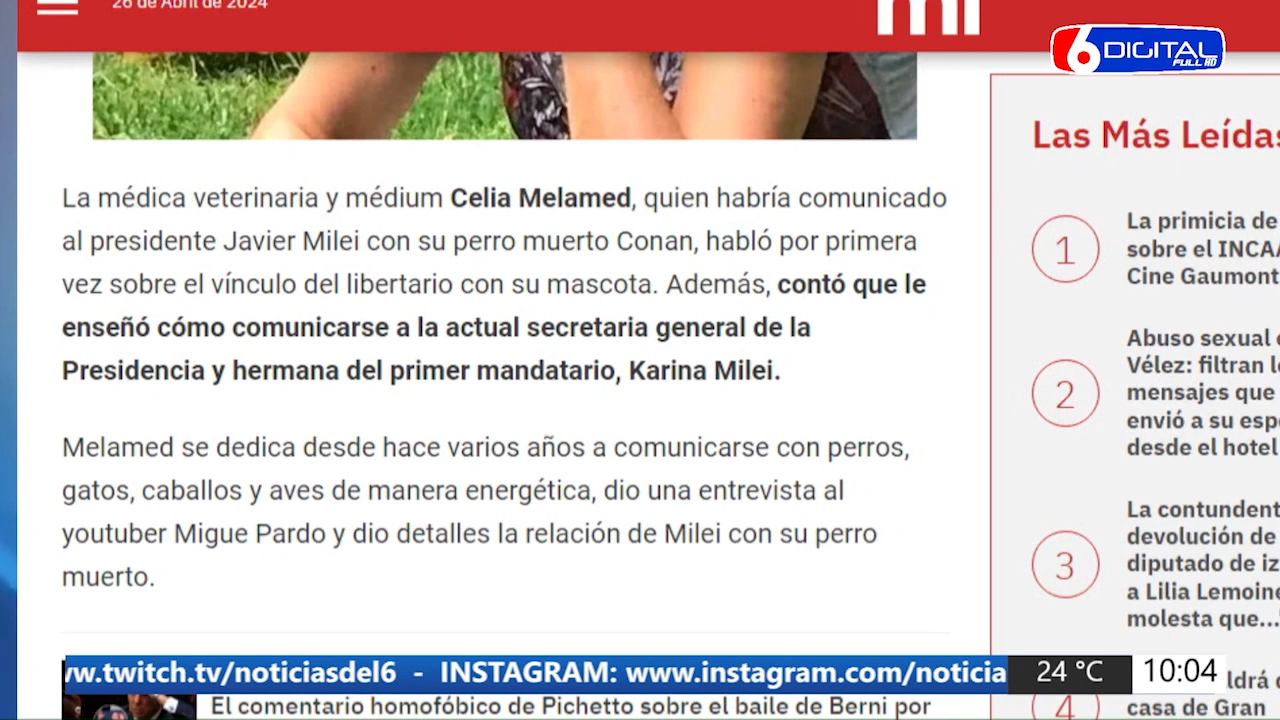 26 de Abril de 2024
6 DIGITAL
FULL HD
La médica veterinaria y médium Celia Melamed, quien habría comunicado
al presidente Javier Milei con su perro muerto Conan, habló por primera
vez sobre el vínculo del libertario con su mascota. Además, contó que le
enseñó cómo comunicarse a la actual secretaria general de la
Presidencia y hermana del primer mandatario, Karina Milei.
Melamed se dedica desde hace varios años a comunicarse con perros,
gatos, caballos y aves de manera energética, dio una entrevista al
youtuber Migue Pardo y dio detalles la relación de Milei con su perro
muerto.
Las Más Leídas
1
La primicia de
sobre el INCAA
Cine Gaumont
2
Abuso sexual
Vélez: filtran
mensajes que
envió a su
desde el hotel
3
La
devolución de
diputado de
a Lilia Lemoine
molesta que...
4
casa de Gran
.twitch.tv/noticiasdel6 - INSTAGRAM: www.instagram.com/noticia
24 °C
10:04
El comentario homofóbico de Pichetto sobre el baile de Berni por